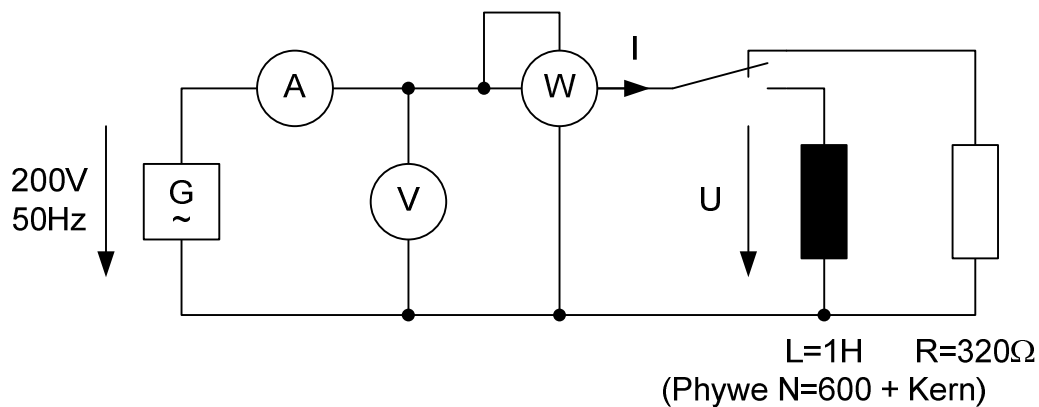 A
W
I
200V
50Hz
G
~
V
U
L=1H
R=320Ω
(Phywe N=600 + Kern)